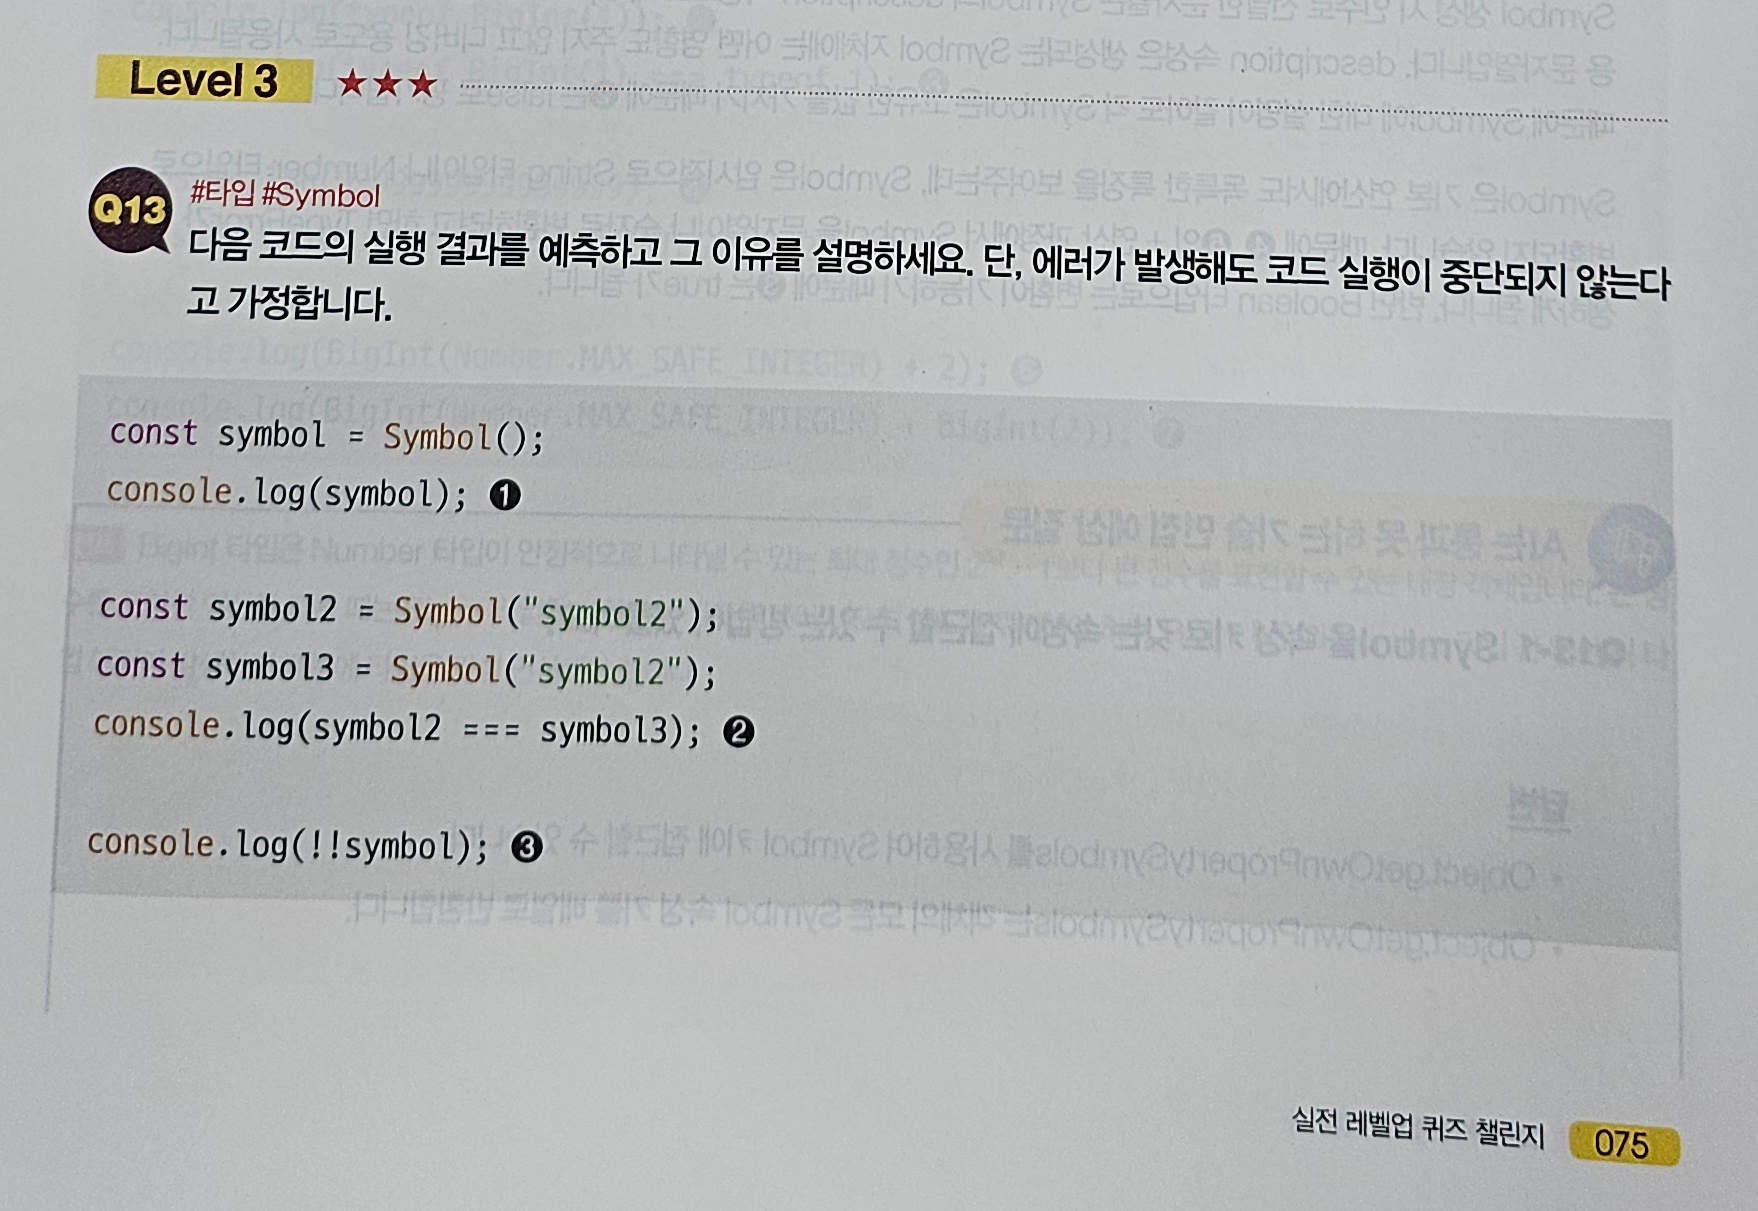 Level 3 ★★★
Q13 #타입 #Symbol
다음 코드의 실행 결과를 예측하고 그 이유를 설명하세요. 단, 에러가 발생해도 코드 실행이 중단되지 않는다
고 가정합니다.
const symbol = Symbol();
console.log(symbol); ❶
const symbol2 = Symbol("symbol2");
const symbol3 = Symbol("symbol2");
console.log(symbol2 === symbol3); ❷
console.log(!!symbol); ❸
실전 레벨업 퀴즈 챌린지 075